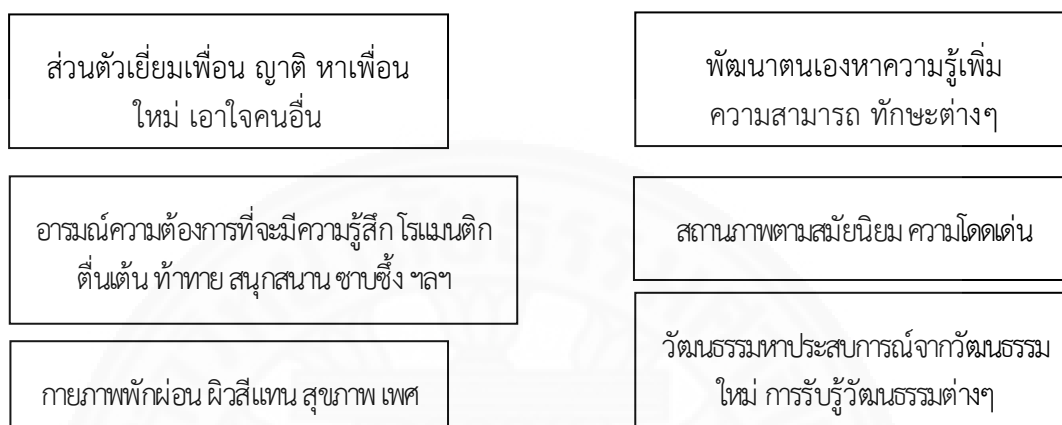 ส่วนตัวเยี่ยมเพื่อน ญาติ หาเพื่อน
ใหม่ เอาใจคนอื่น
พัฒนาตนเองหาความรู้เพิ่ม
ความสามารถ ทักษะต่างๆ
อารมณ์ความต้องการที่จะมีความรู้สึก โรแมนติก
ตื่นเต้น ท้าทาย สนุกสนาน ซาบซึ้ง ฯลฯ
สถานภาพตามสมัยนิยม ความโดดเด่น
กายภาพพักผ่อน ผิวสีแทน สุขภาพ เพศ
วัฒนธรรมหาประสบการณ์จากวัฒนธรรม
ใหม่ การรับรู้วัฒนธรรมต่างๆ